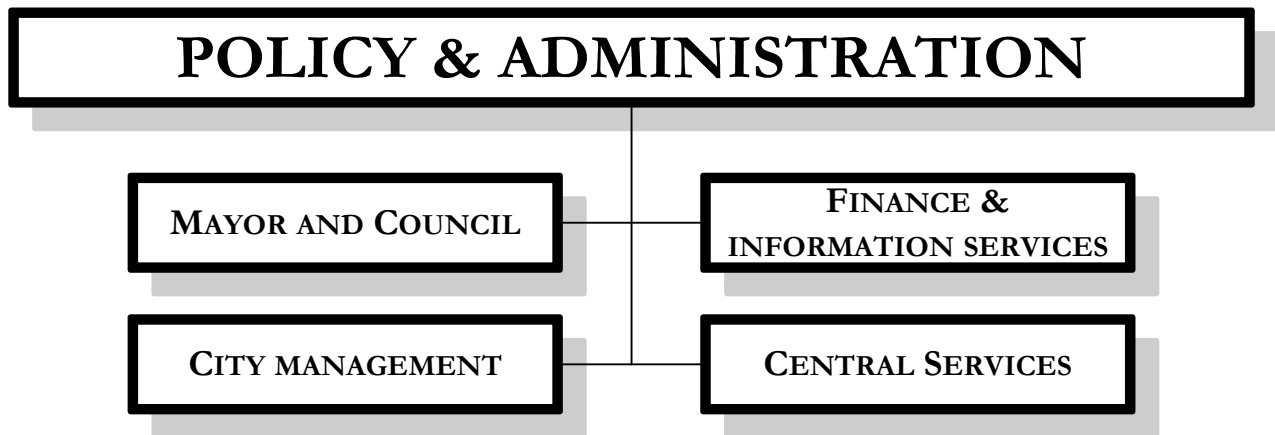 POLICY & ADMINISTRATION
MAYOR AND COUNCIL
FINANCE &
INFORMATION SERVICES
CITY MANAGEMENT
CENTRAL SERVICES